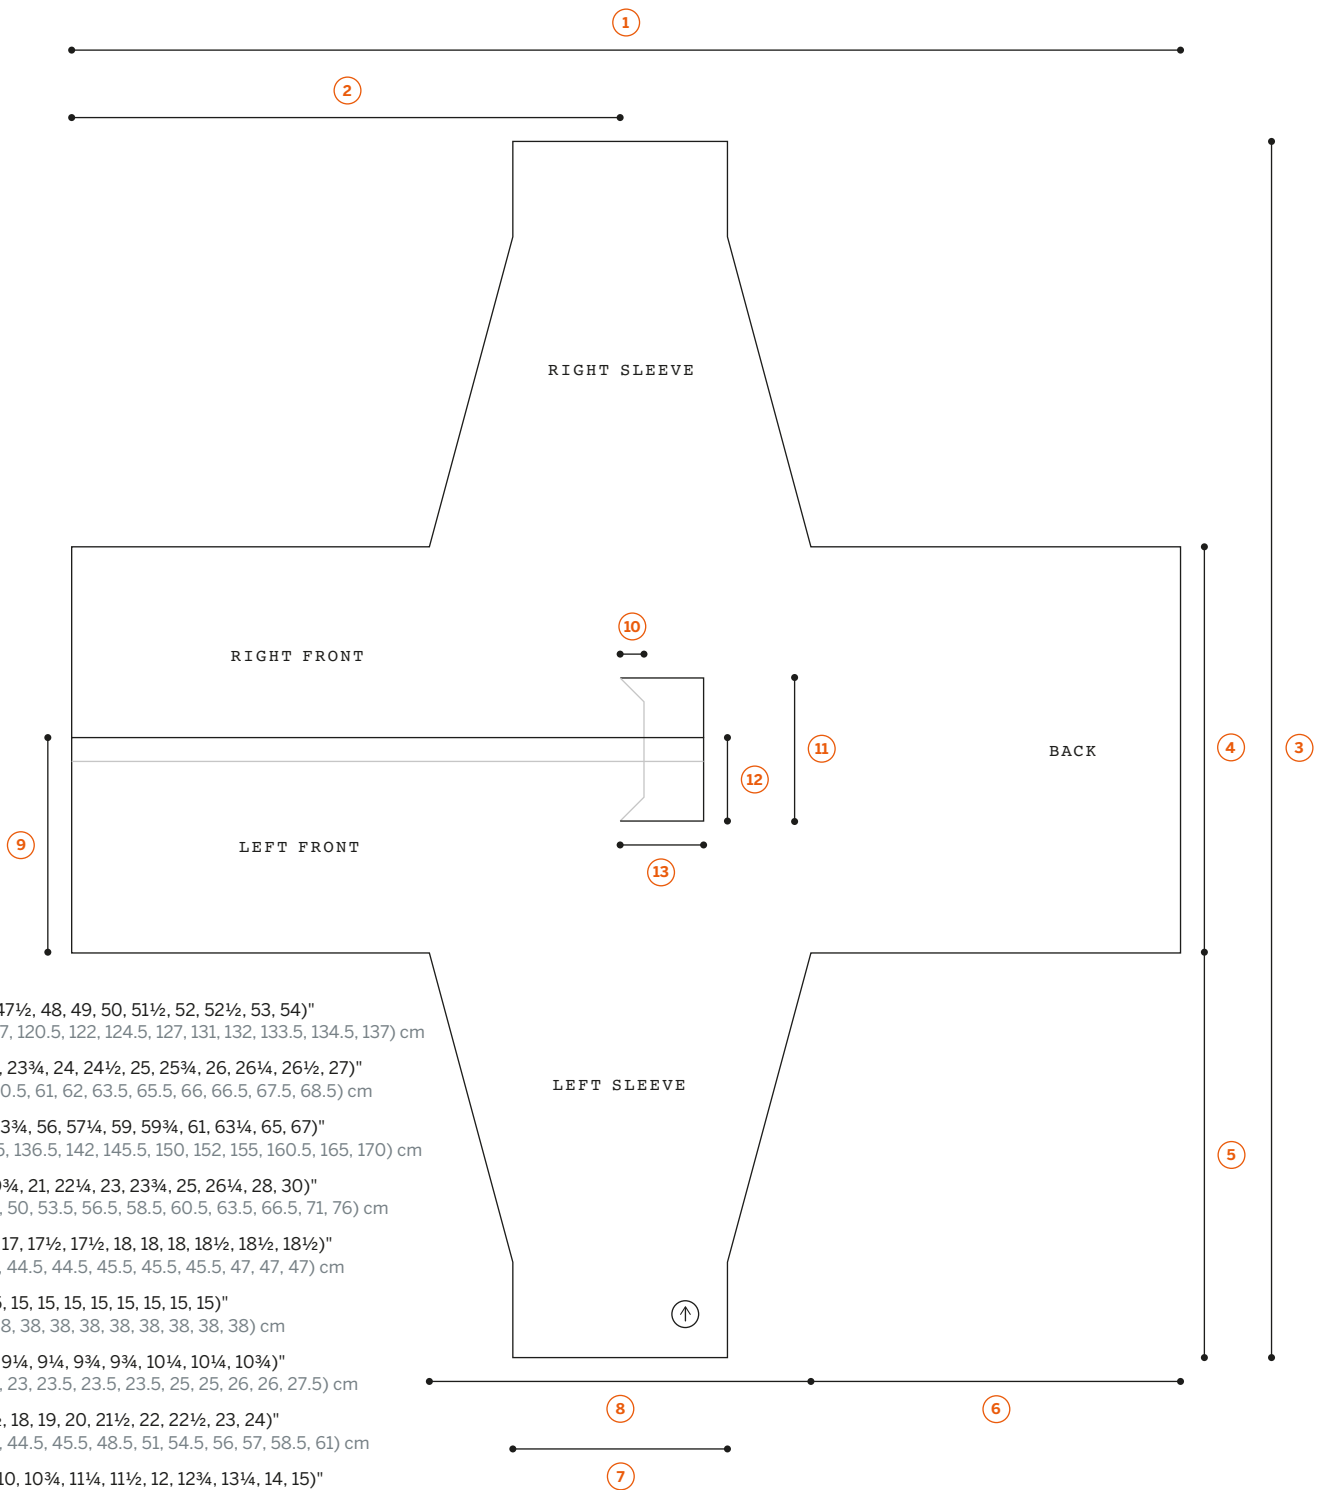 1
2
RIGHT SLEEVE
10
RIGHT FRONT
11
4
3
BACK
12
9
LEFT FRONT
13
47½, 48, 49, 50, 51½, 52, 52½, 53, 54)"
120.5, 122, 124.5, 127, 131, 132, 133.5, 134.5, 137) cm
23¾, 24, 24½, 25, 25¾, 26, 26¼, 26½, 27)"
0.5, 61, 62, 63.5, 65.5, 66, 66.5, 67.5, 68.5) cm
LEFT SLEEVE
3¾, 56, 57¼, 59, 59¾, 61, 63¼, 65, 67)"
136.5, 142, 145.5, 150, 152, 155, 160.5, 165, 170) cm
5
21, 22¼, 23, 23¾, 25, 26¼, 28, 30)"
50, 53.5, 56.5, 58.5, 60.5, 63.5, 66.5, 71, 76) cm
17, 17½, 17½, 18, 18, 18, 18½, 18½, 18½)"
44.5, 44.5, 45.5, 45.5, 45.5, 47, 47, 47) cm
15, 15, 15, 15, 15, 15, 15, 15)"
8, 38, 38, 38, 38, 38, 38, 38, 38) cm
9¼, 9¼, 9¾, 9¾, 10¼, 10¼, 10¾)"
23, 23.5, 23.5, 23.5, 25, 25, 26, 26, 27.5) cm
8
6
18, 19, 20, 21½, 22, 22½, 23, 24)"
44.5, 45.5, 48.5, 51, 54.5, 56, 57, 58.5, 61) cm
10, 10¾, 11¼, 11½, 12, 12¾, 13¼, 14, 15)"
7